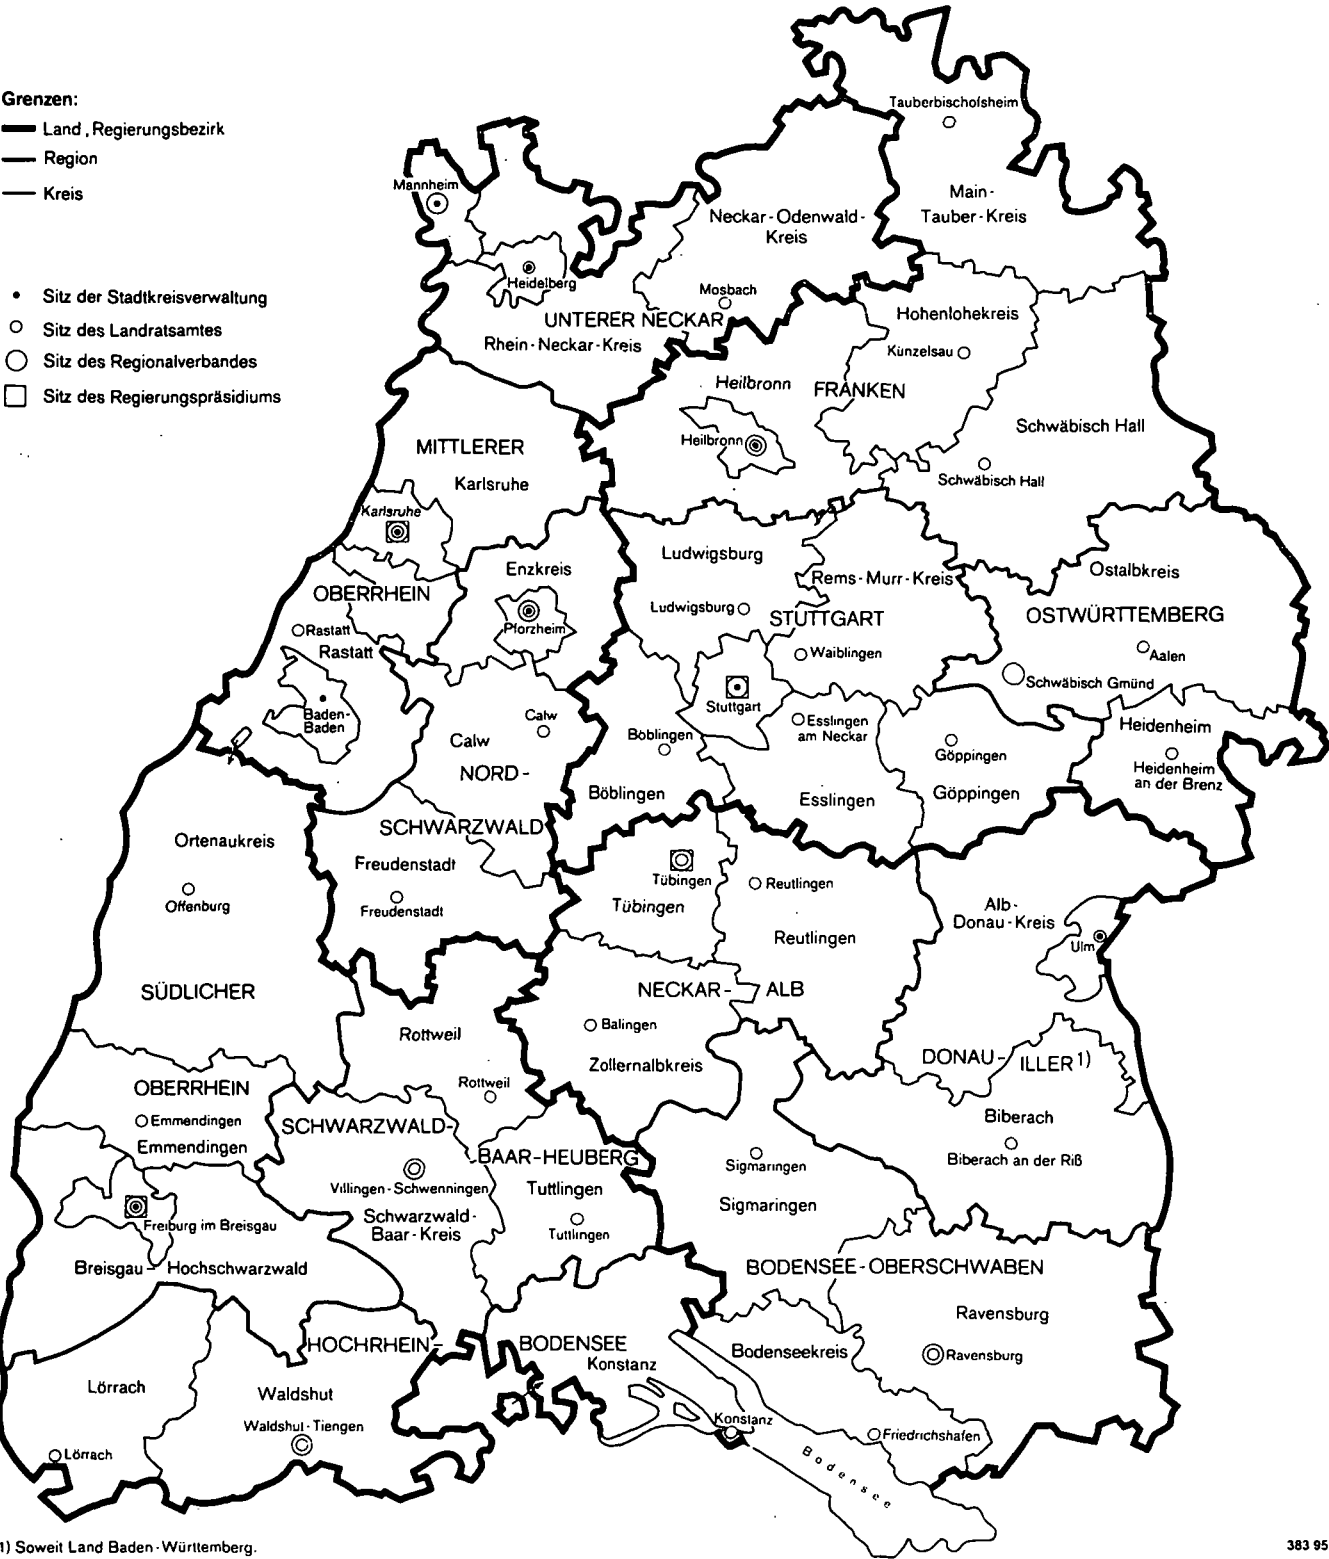 Grenzen:
Land, Regierungsbezirk
Region
Kreis
Sitz der Stadtkreisverwaltung
Sitz des Landratsamtes
Sitz des Regionalverbandes
Sitz des Regierungspräsidiums
Tauberbischofsheim
Main-
Tauber-Kreis
Mannheim
Neckar-Odenwald-
Kreis
Heidelberg
Mosbach
UNTERER NECKAR
Rhein-Neckar-Kreis
Hohenlohekreis
Künzelsau
Heilbronn
FRANKEN
Heilbronn
Schwäbisch Hall
Schwäbisch Hall
MITTLERER
Karlsruhe
Karlsruhe
Ludwigsburg
Enzkreis
Rems-Murr-Kreis
Ostalbkreis
OBERRHEIN
Ludwigsburg
STUTTGART
OSTWÜRTTEMBERG
Rastatt
Pforzheim
Rastatt
Waiblingen
Aalen
Schwäbisch Gmünd
Stuttgart
Baden-
Baden
Calw
Calw
Böblingen
Esslingen
am Neckar
Göppingen
Heidenheim
Heidenheim
an der Brenz
NORD-
Böblingen
Esslingen
Göppingen
SCHWARZWALD
Ortenaukreis
Freudenstadt
Freudenstadt
Offenburg
Tübingen
Tübingen
Reutlingen
Reutlingen
Alb-
Donau-Kreis
Ulm
SÜDLICHER
NECKAR-
ALB
Rottweil
Balingen
Zollernalbkreis
DONAU-
ILLER 1)
OBERRHEIN
Rottweil
Emmendingen
Emmendingen
SCHWARZWALD-
BAAR-HEUBERG
Biberach
Biberach an der Riß
Sigmaringen
Sigmaringen
Villingen-Schwenningen
Tuttlingen
Tuttlingen
Schwarzwald-
Baar-Kreis
Freiburg im Breisgau
Breisgau-Hochschwarzwald
BODENSEE-OBERSCHWABEN
Ravensburg
HOCHRHEIN-
BODENSEE
Konstanz
Bodenseekreis
Ravensburg
Lörrach
Waldshut
Waldshut-Tiengen
Lörrach
Konstanz
Friedrichshafen
Bodensee
1) Soweit Land Baden-Württemberg.
383 95